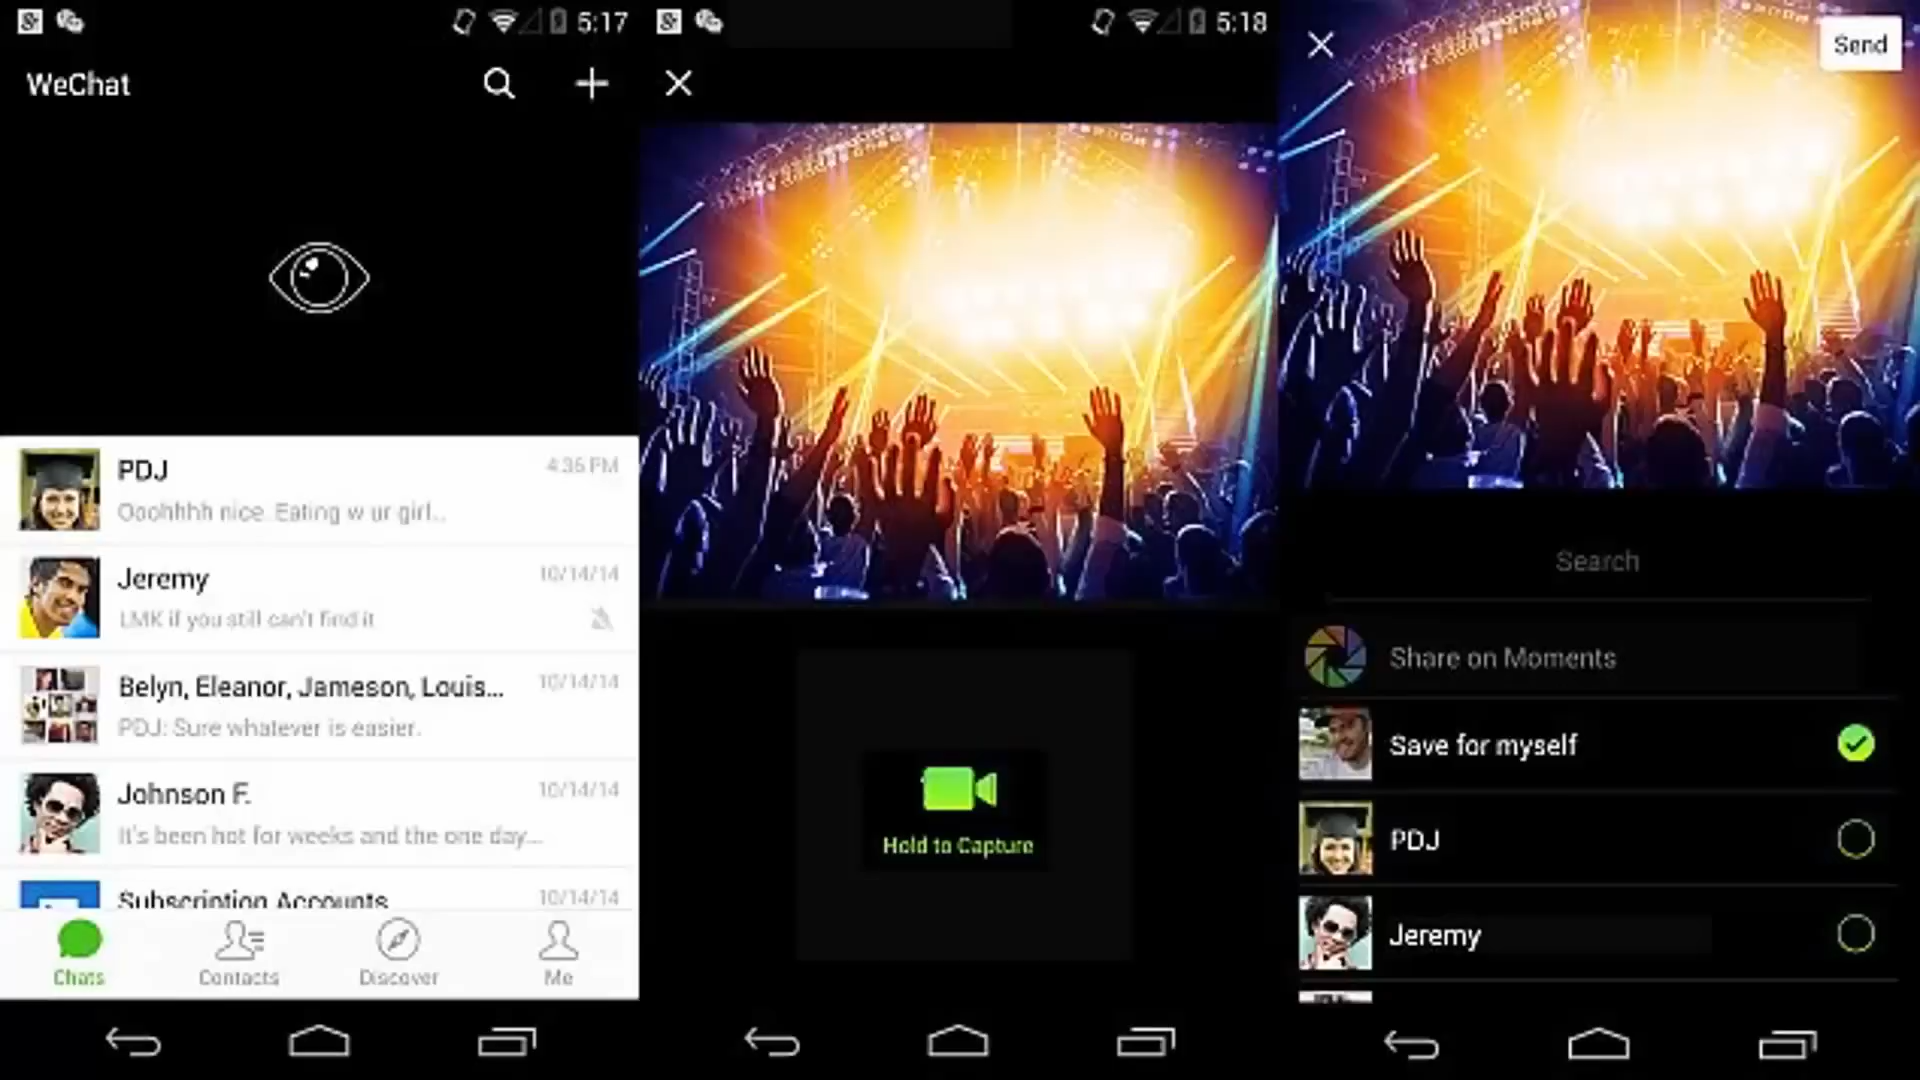 5:17
WeChat
PDJ
4:36 PM
Ooohhhh nice. Eating w ur girl...
Jeremy
10/14/14
LMK if you still can't find it
Belyn, Eleanor, Jameson, Louis...
10/14/14
PDJ: Sure whatever is easier.
Johnson F.
10/14/14
It's been hot for weeks and the one day...
Subscription Accounts
10/14/14
Chats
Contacts
Discover
Me
5:18
Hold to Capture
Send
Search
Share on Moments
Save for myself
PDJ
Jeremy